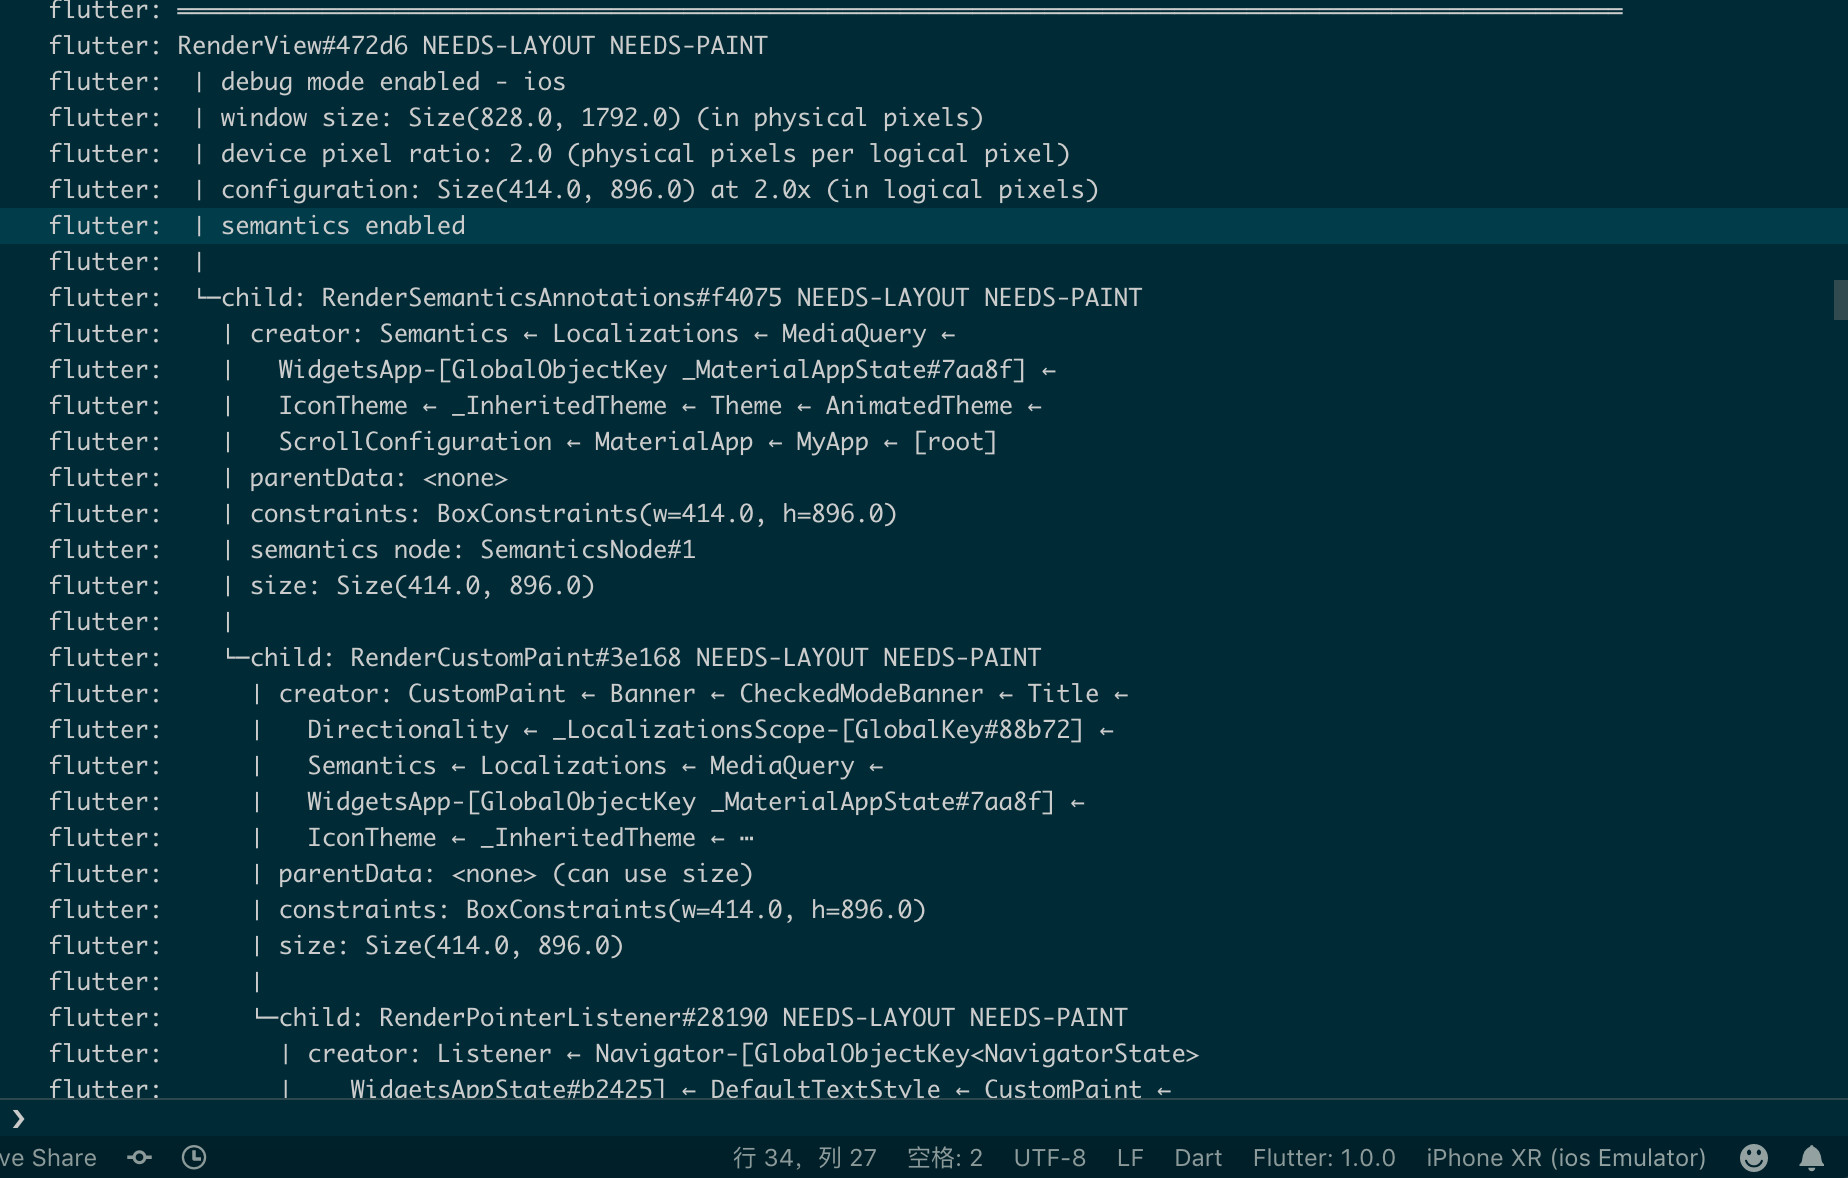 flutter: ════════════════════════════════════════════════════════════════════════════════════════════════════
flutter: RenderView#472d6 NEEDS-LAYOUT NEEDS-PAINT
flutter:  | debug mode enabled - ios
flutter:  | window size: Size(828.0, 1792.0) (in physical pixels)
flutter:  | device pixel ratio: 2.0 (physical pixels per logical pixel)
flutter:  | configuration: Size(414.0, 896.0) at 2.0x (in logical pixels)
flutter:  | semantics enabled
flutter:  |
flutter:  └─child: RenderSemanticsAnnotations#f4075 NEEDS-LAYOUT NEEDS-PAINT
flutter:    | creator: Semantics ← Localizations ← MediaQuery ←
flutter:    |   WidgetsApp-[GlobalObjectKey _MaterialAppState#7aa8f] ←
flutter:    |   IconTheme ← _InheritedTheme ← Theme ← AnimatedTheme ←
flutter:    |   ScrollConfiguration ← MaterialApp ← MyApp ← [root]
flutter:    | parentData: <none>
flutter:    | constraints: BoxConstraints(w=414.0, h=896.0)
flutter:    | semantics node: SemanticsNode#1
flutter:    | size: Size(414.0, 896.0)
flutter:    |
flutter:    └─child: RenderCustomPaint#3e168 NEEDS-LAYOUT NEEDS-PAINT
flutter:      | creator: CustomPaint ← Banner ← CheckedModeBanner ← Title ←
flutter:      |   Directionality ← _LocalizationsScope-[GlobalKey#88b72] ←
flutter:      |   Semantics ← Localizations ← MediaQuery ←
flutter:      |   WidgetsApp-[GlobalObjectKey _MaterialAppState#7aa8f] ←
flutter:      |   IconTheme ← _InheritedTheme ← ⋯
flutter:      | parentData: <none> (can use size)
flutter:      | constraints: BoxConstraints(w=414.0, h=896.0)
flutter:      | size: Size(414.0, 896.0)
flutter:      |
flutter:      └─child: RenderPointerListener#28190 NEEDS-LAYOUT NEEDS-PAINT
flutter:        | creator: Listener ← Navigator-[GlobalObjectKey<NavigatorState>
flutter:        |   WidgetsAppState#b2425] ← DefaultTextStyle ← CustomPaint ←
❯
ve Share 行 34，列 27 空格: 2 UTF-8 LF Dart Flutter: 1.0.0 iPhone XR (ios Emulator)